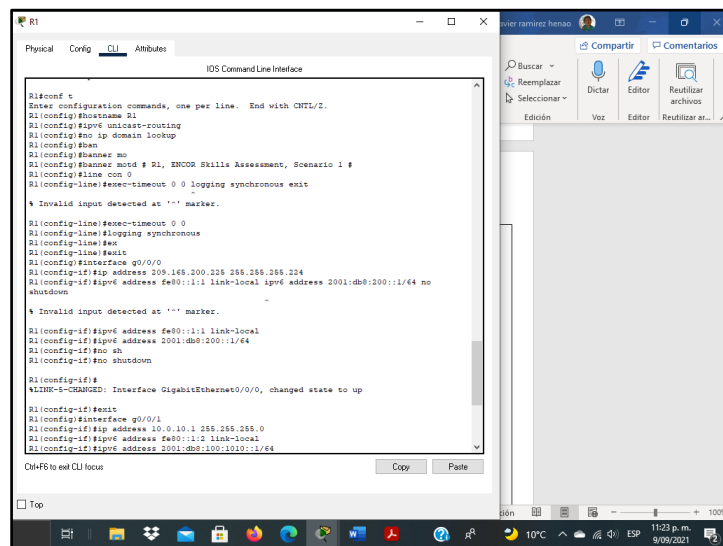 R1
Physical Config CLI Attributes
IOS Command Line Interface
R1#conf t
Enter configuration commands, one per line. End with CNTL/Z.
R1(config)#hostname R1
R1(config)#ipv6 unicast-routing
R1(config)#no ip domain lookup
R1(config)#ban
R1(config)#banner mo
R1(config)#banner motd # R1, ENCOR Skills Assessment, Scenario 1 #
R1(config)#line con 0
R1(config-line)#exec-timeout 0 0 logging synchronous exit
^
% Invalid input detected at '^' marker.
R1(config-line)#exec-timeout 0 0
R1(config-line)#logging synchronous
R1(config-line)#ex
R1(config-line)#exit
R1(config)#interface g0/0/0
R1(config-if)#ip address 209.165.200.225 255.255.255.224
R1(config-if)#ipv6 address fe80::1:1 link-local ipv6 address 2001:db8:200::1/64 no
shutdown
^
% Invalid input detected at '^' marker.
R1(config-if)#ipv6 address fe80::1:1 link-local
R1(config-if)#ipv6 address 2001:db8:200::1/64
R1(config-if)#no sh
R1(config-if)#no shutdown
R1(config-if)#
%LINK-5-CHANGED: Interface GigabitEthernet0/0/0, changed state to up
R1(config-if)#exit
R1(config)#interface g0/0/1
R1(config-if)#ip address 10.0.10.1 255.255.255.0
R1(config-if)#ipv6 address fe80::1:2 link-local
R1(config-if)#ipv6 address 2001:db8:100:1010::1/64
Ctrl+F6 to exit CLI focus
Copy Paste
Top
avier ramirez henao
Compartir Comentarios
Buscar
Reemplazar
Seleccionar
Edición
Dictar
Voz
Editor
Editor
Reutilizar
archivos
Reutilizar ar...
ción
100%
10°C
ESP
11:23 p. m.
9/09/2021
2